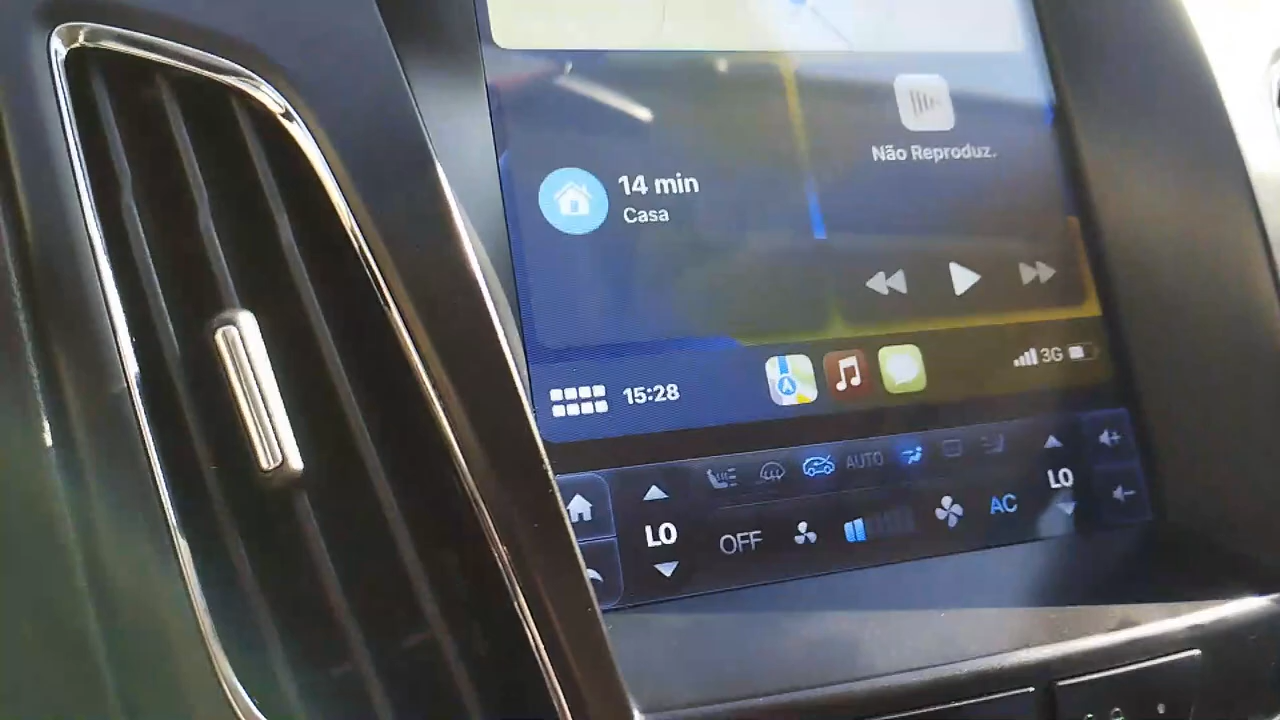 Não Reproduz.
14 min
Casa
15:28
3G
AUTO
LO
LO
OFF
AC